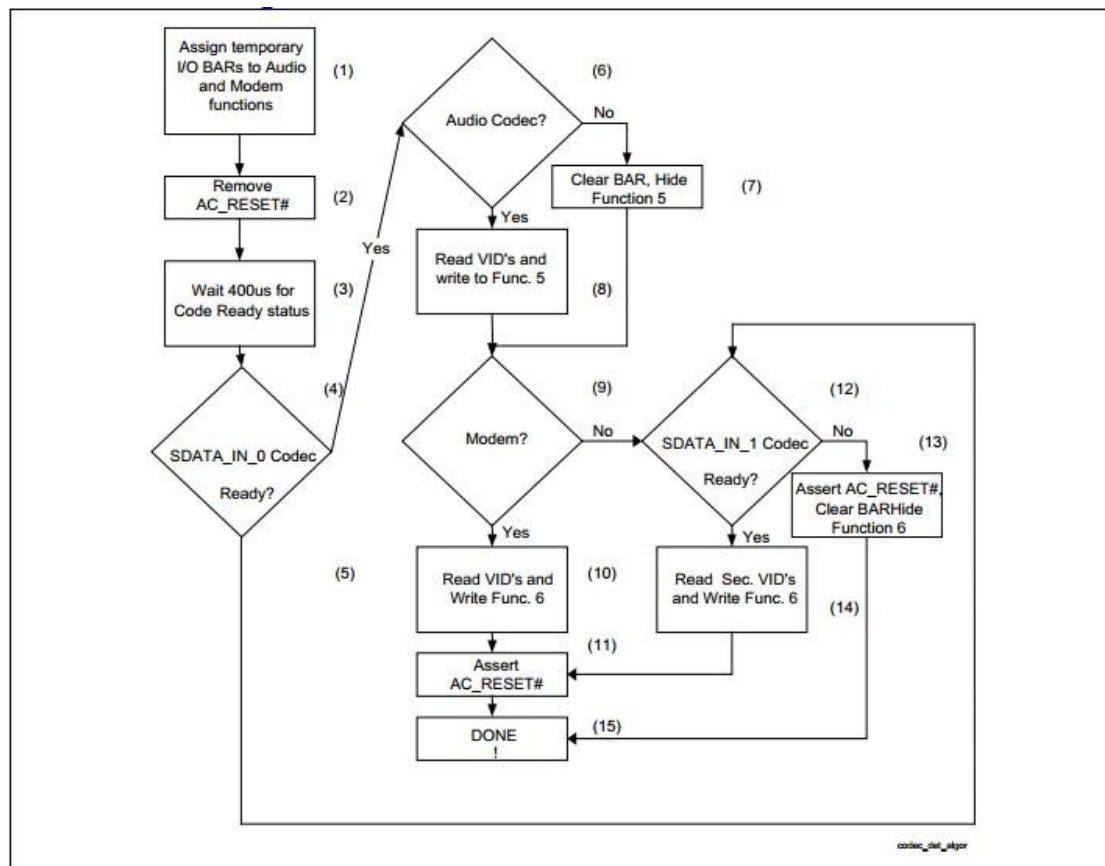 Assign temporary
I/O BARs to Audio
and Modem
functions
(1)
Remove
AC_RESET#
(2)
Wait 400us for
Code Ready status
(3)
(4)
SDATA_IN_0 Codec
Ready?
Yes
(5)
Audio Codec?
(6)
No
Clear BAR, Hide
Function 5
(7)
Yes
Read VID's and
write to Func. 5
(8)
Modem?
(9)
No
Yes
Read VID's and
Write Func. 6
(10)
Assert
AC_RESET#
(11)
SDATA_IN_1 Codec
Ready?
(12)
No
(13)
Assert AC_RESET#,
Clear BARHide
Function 6
Yes
Read Sec. VID's
and Write Func. 6
(14)
DONE
!
(15)
codec_det_algor